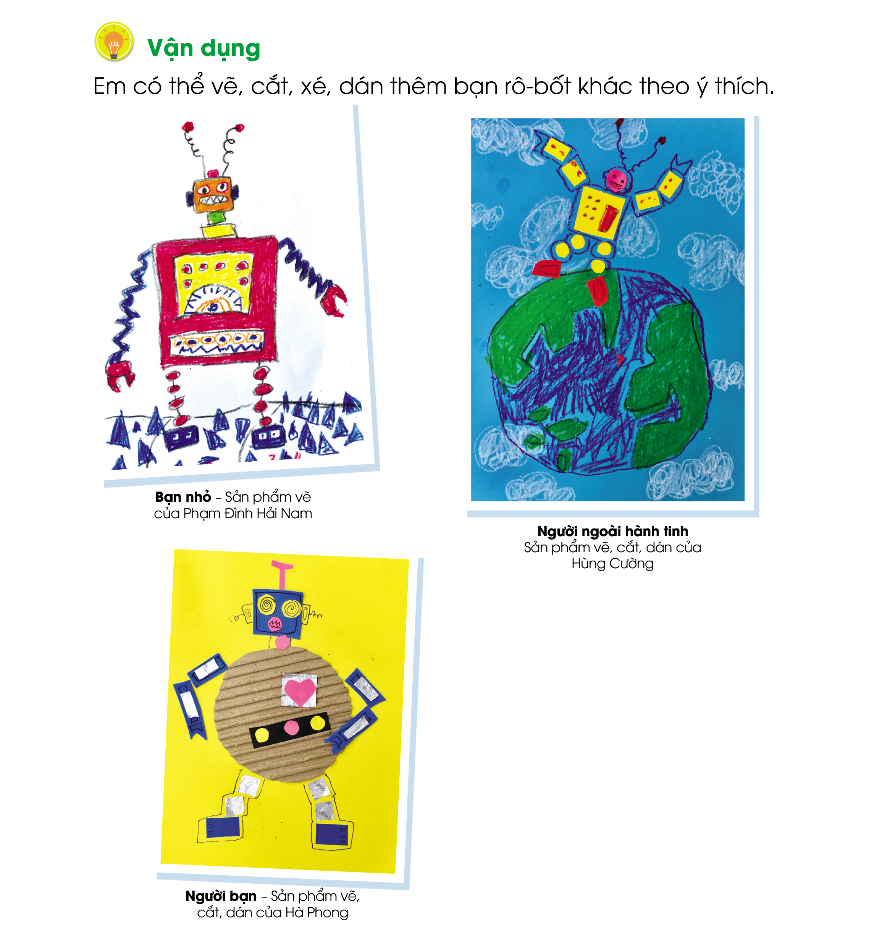 Vận dụng
Em có thể vẽ, cắt, xé, dán thêm bạn rô-bốt khác theo ý thích.
Bạn nhỏ – Sản phẩm vẽ
của Phạm Đình Hải Nam
Người ngoài hành tinh
Sản phẩm vẽ, cắt, dán của
Hùng Cường
Người bạn – Sản phẩm vẽ,
cắt, dán của Hà Phong